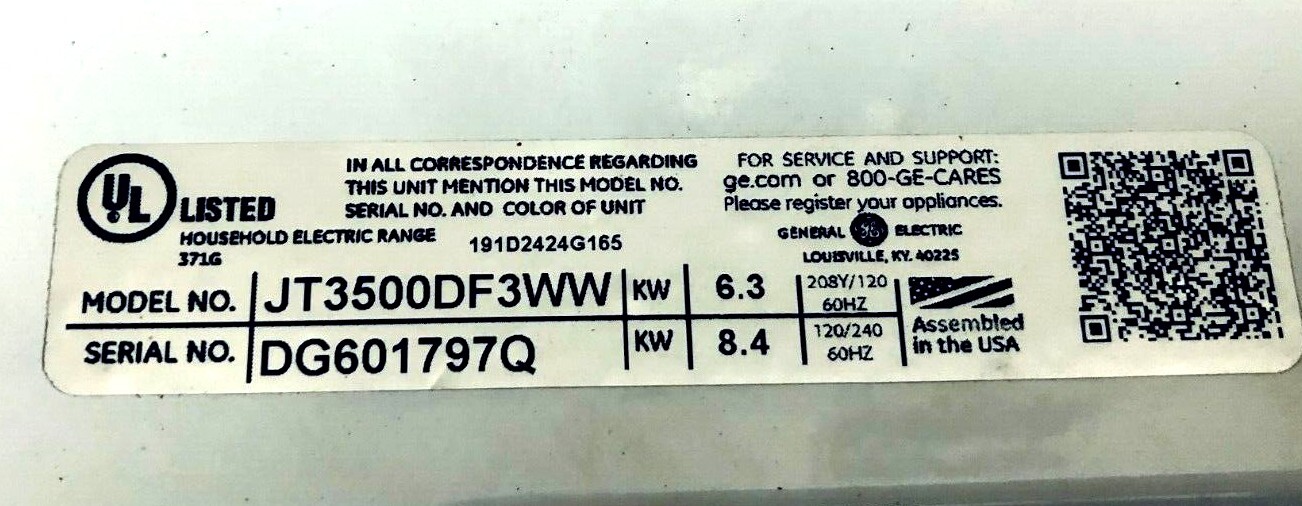 UL LISTED
HOUSEHOLD ELECTRIC RANGE
371G
IN ALL CORRESPONDENCE REGARDING
THIS UNIT MENTION THIS MODEL NO.
SERIAL NO. AND COLOR OF UNIT
191D2424G165
FOR SERVICE AND SUPPORT:
ge.com or 800-GE-CARES
Please register your appliances.
GENERAL GE ELECTRIC
LOUISVILLE, KY. 40225
MODEL NO. JT3500DF3WW KW 6.3 208Y/120
60HZ
SERIAL NO. DG601797Q KW 8.4 120/240
60HZ
Assembled
in the USA